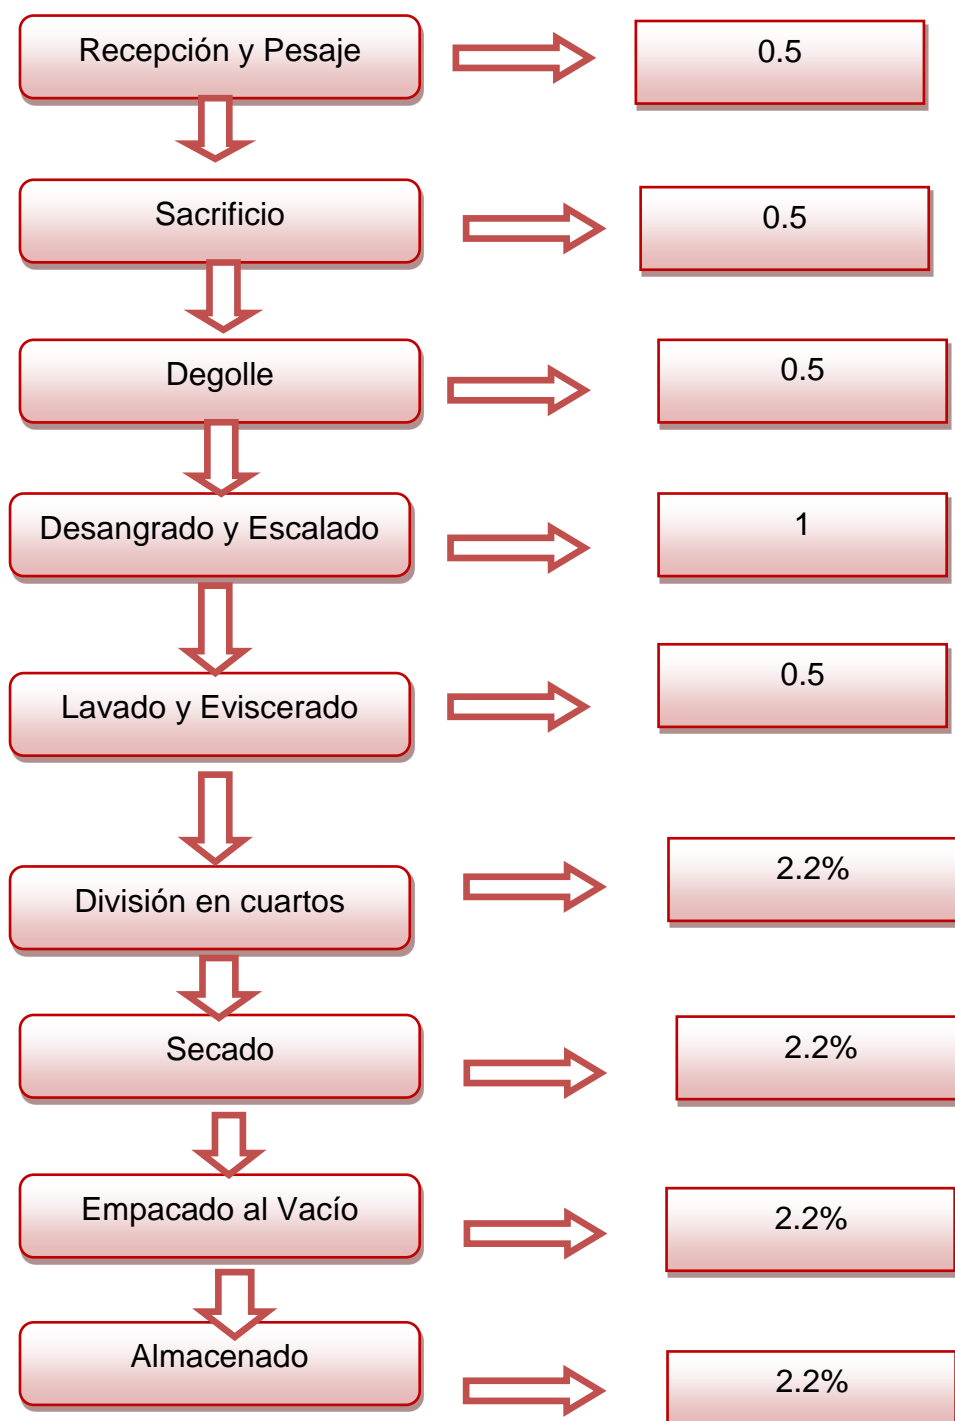 Recepción y Pesaje
0.5
Sacrificio
0.5
Degolle
0.5
Desangrado y Escalado
1
Lavado y Eviscerado
0.5
División en cuartos
2.2%
Secado
2.2%
Empacado al Vacío
2.2%
Almacenado
2.2%